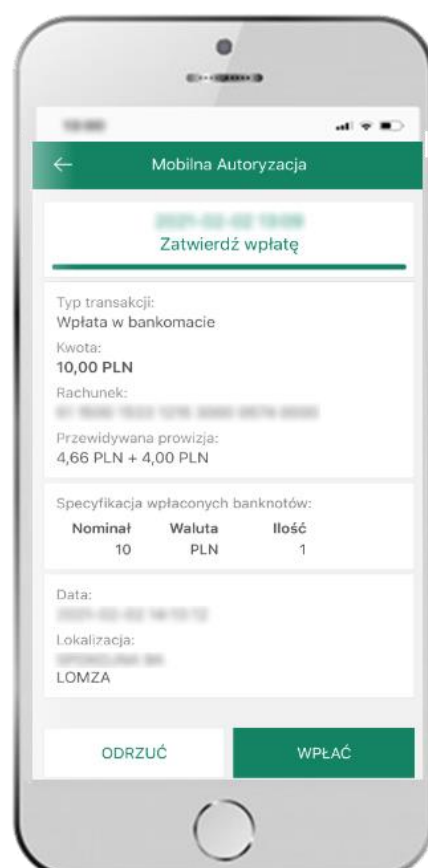 Mobilna Autoryzacja
Zatwierdź wpłatę
Typ transakcji:
Wpłata w bankomacie
Kwota:
10,00 PLN
Rachunek:
Przewidywana prowizja:
4,66 PLN + 4,00 PLN
Specyfikacja wpłaconych banknotów:
Nominał Waluta Ilość
10 PLN 1
Data:
Lokalizacja:
LOMZA
ODRZUĆ WPŁAĆ